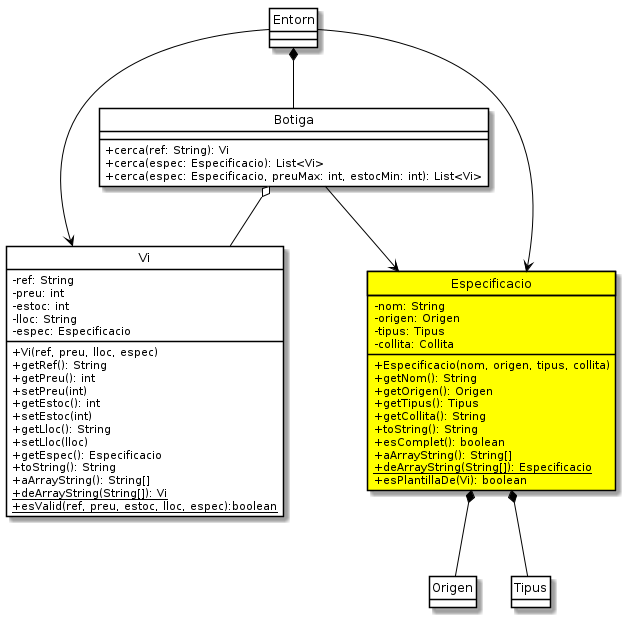 Entorn
Botiga
+cerca(ref: String): Vi
+cerca(espec: Especificacio): List<Vi>
+cerca(espec: Especificacio, preuMax: int, estocMin: int): List<Vi>
Vi
-ref: String
-preu: int
-estoc: int
-lloc: String
-espec: Especificacio
+Vi(ref, preu, lloc, espec)
+getRef(): String
+getPreu(): int
+setPreu(int)
+getEstoc(): int
+setEstoc(int)
+getLloc(): String
+setLloc(lloc)
+getEspec(): Especificacio
+toString(): String
+aArrayString(): String[]
+deArrayString(String[]): Vi
+esValid(ref, preu, estoc, lloc, espec):boolean
Especificacio
-nom: String
-origen: Origen
-tipus: Tipus
-collita: Collita
+Especificacio(nom, origen, tipus, collita)
+getNom(): String
+getOrigen(): Origen
+getTipus(): Tipus
+getCollita(): String
+toString(): String
+esComplet(): boolean
+aArrayString(): String[]
+deArrayString(String[]): Especificacio
+esPlantillaDe(Vi): boolean
Origen
Tipus